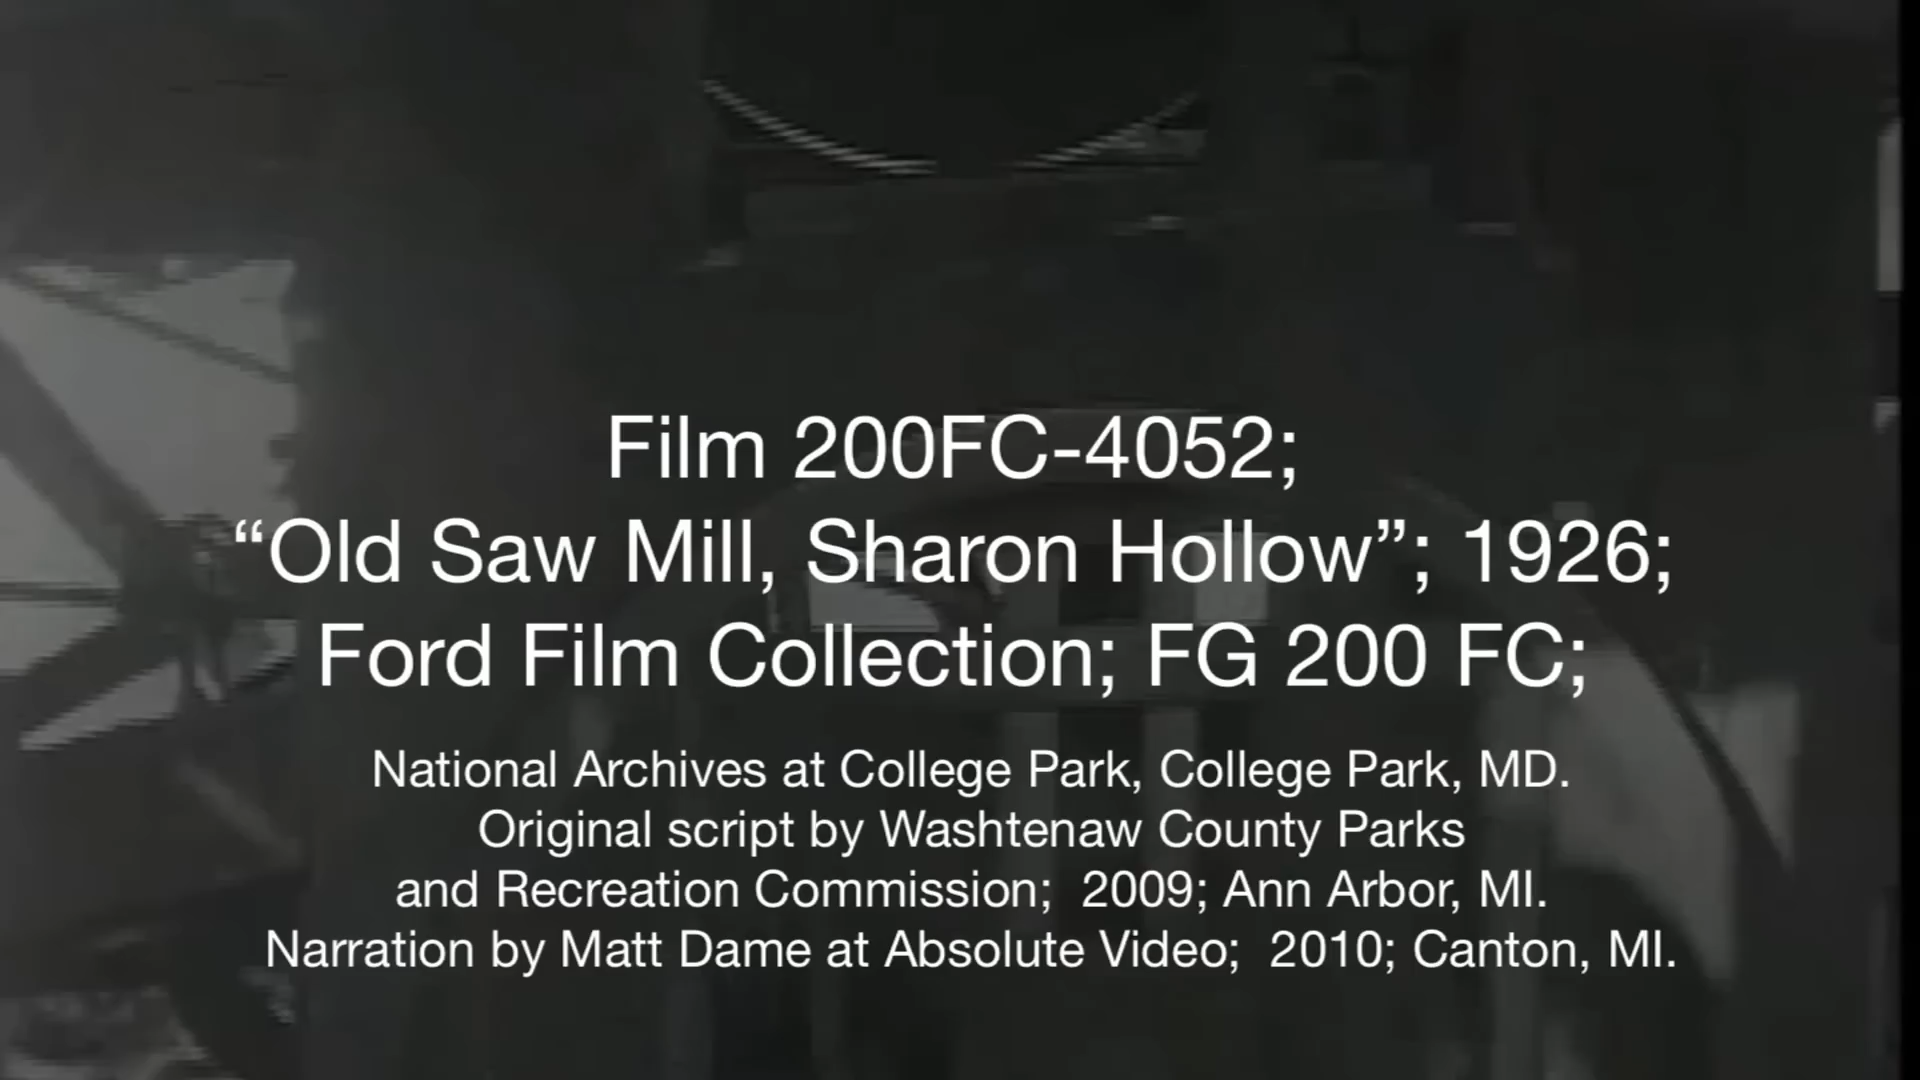 Film 200FC-4052;
“Old Saw Mill, Sharon Hollow”; 1926;
Ford Film Collection; FG 200 FC;
National Archives at College Park, College Park, MD.
Original script by Washtenaw County Parks
and Recreation Commission;  2009; Ann Arbor, MI.
Narration by Matt Dame at Absolute Video;  2010; Canton, MI.